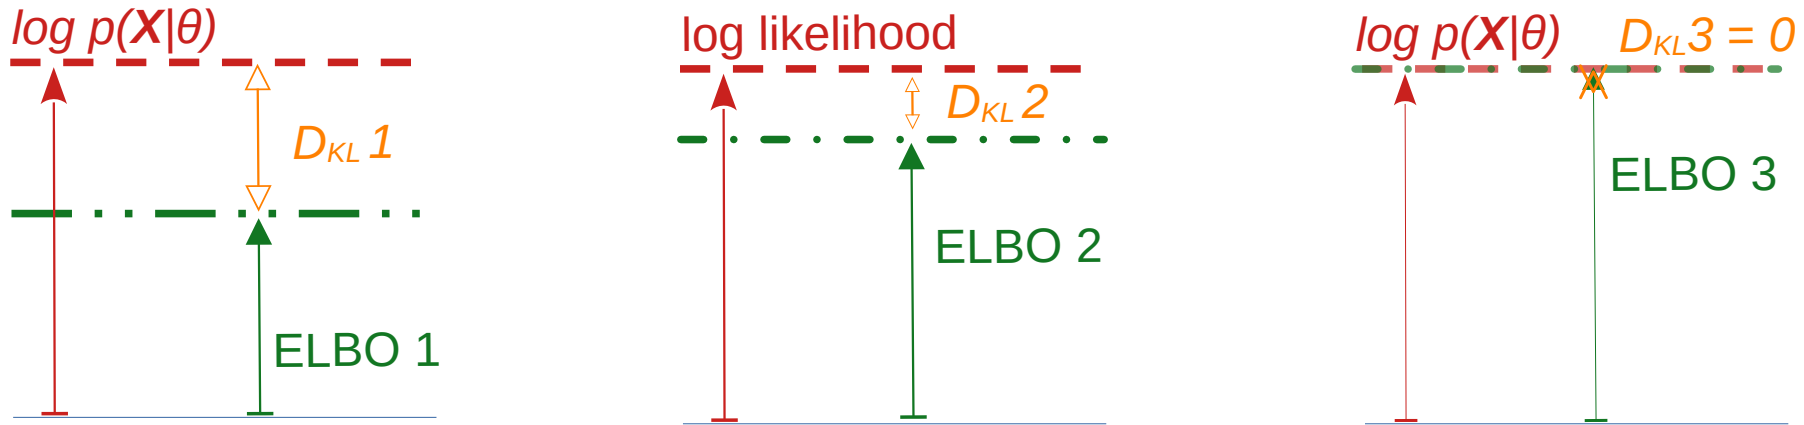 log p(X|θ)
D_KL 1
ELBO 1
log likelihood
D_KL 2
ELBO 2
log p(X|θ)
D_KL3 = 0
ELBO 3